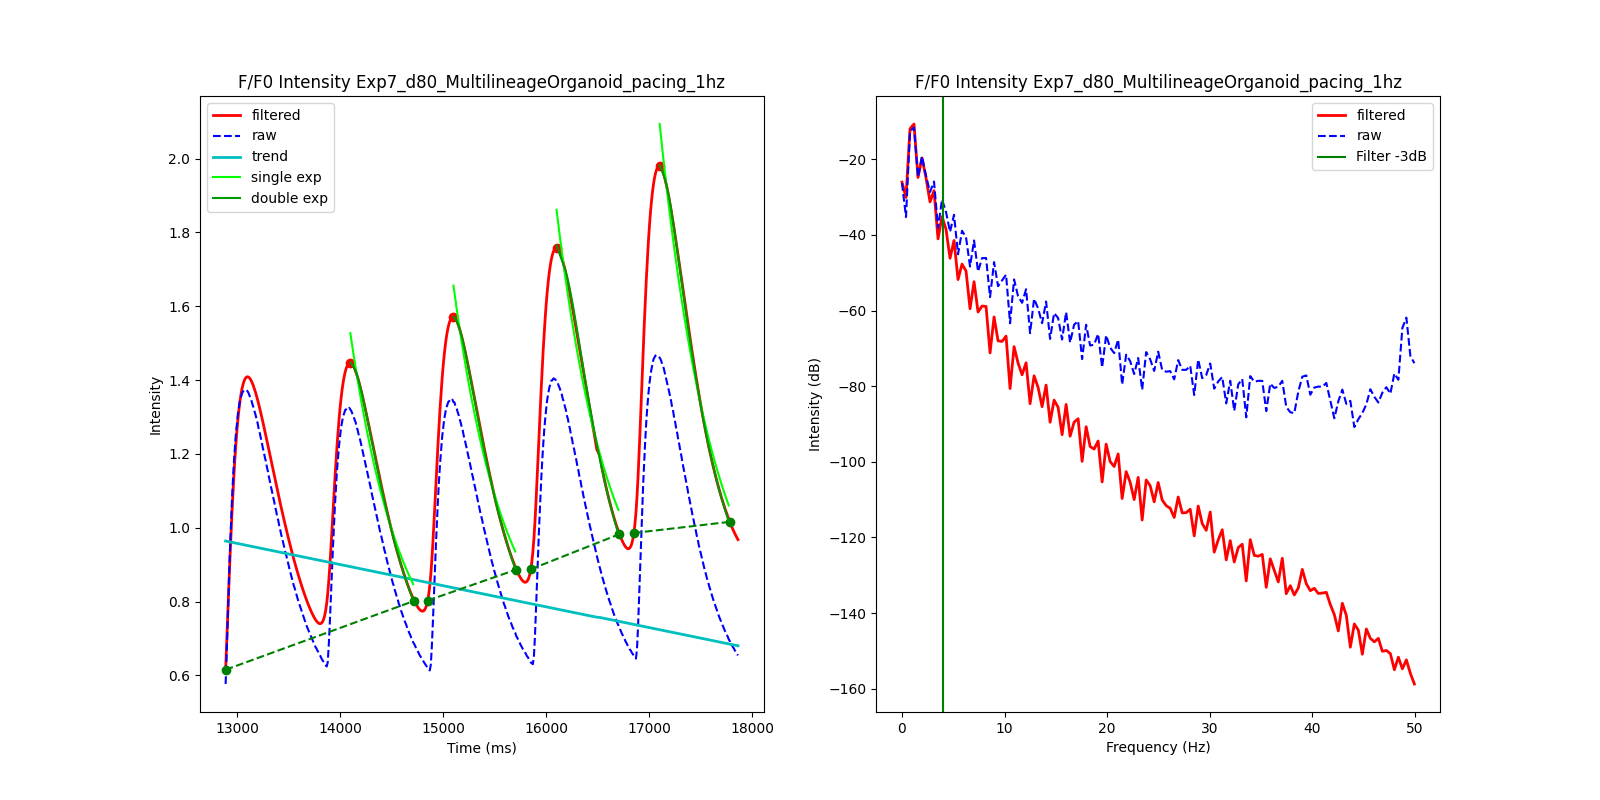 F/F0 Intensity Exp7_d80_MultilineageOrganoid_pacing_1hz
filtered
raw
trend
single exp
double exp
Intensity
2.0
1.8
1.6
1.4
1.2
1.0
0.8
0.6
13000 14000 15000 16000 17000 18000
Time (ms)
F/F0 Intensity Exp7_d80_MultilineageOrganoid_pacing_1hz
filtered
raw
Filter -3dB
Intensity (dB)
−20
−40
−60
−80
−100
−120
−140
−160
0 10 20 30 40 50
Frequency (Hz)